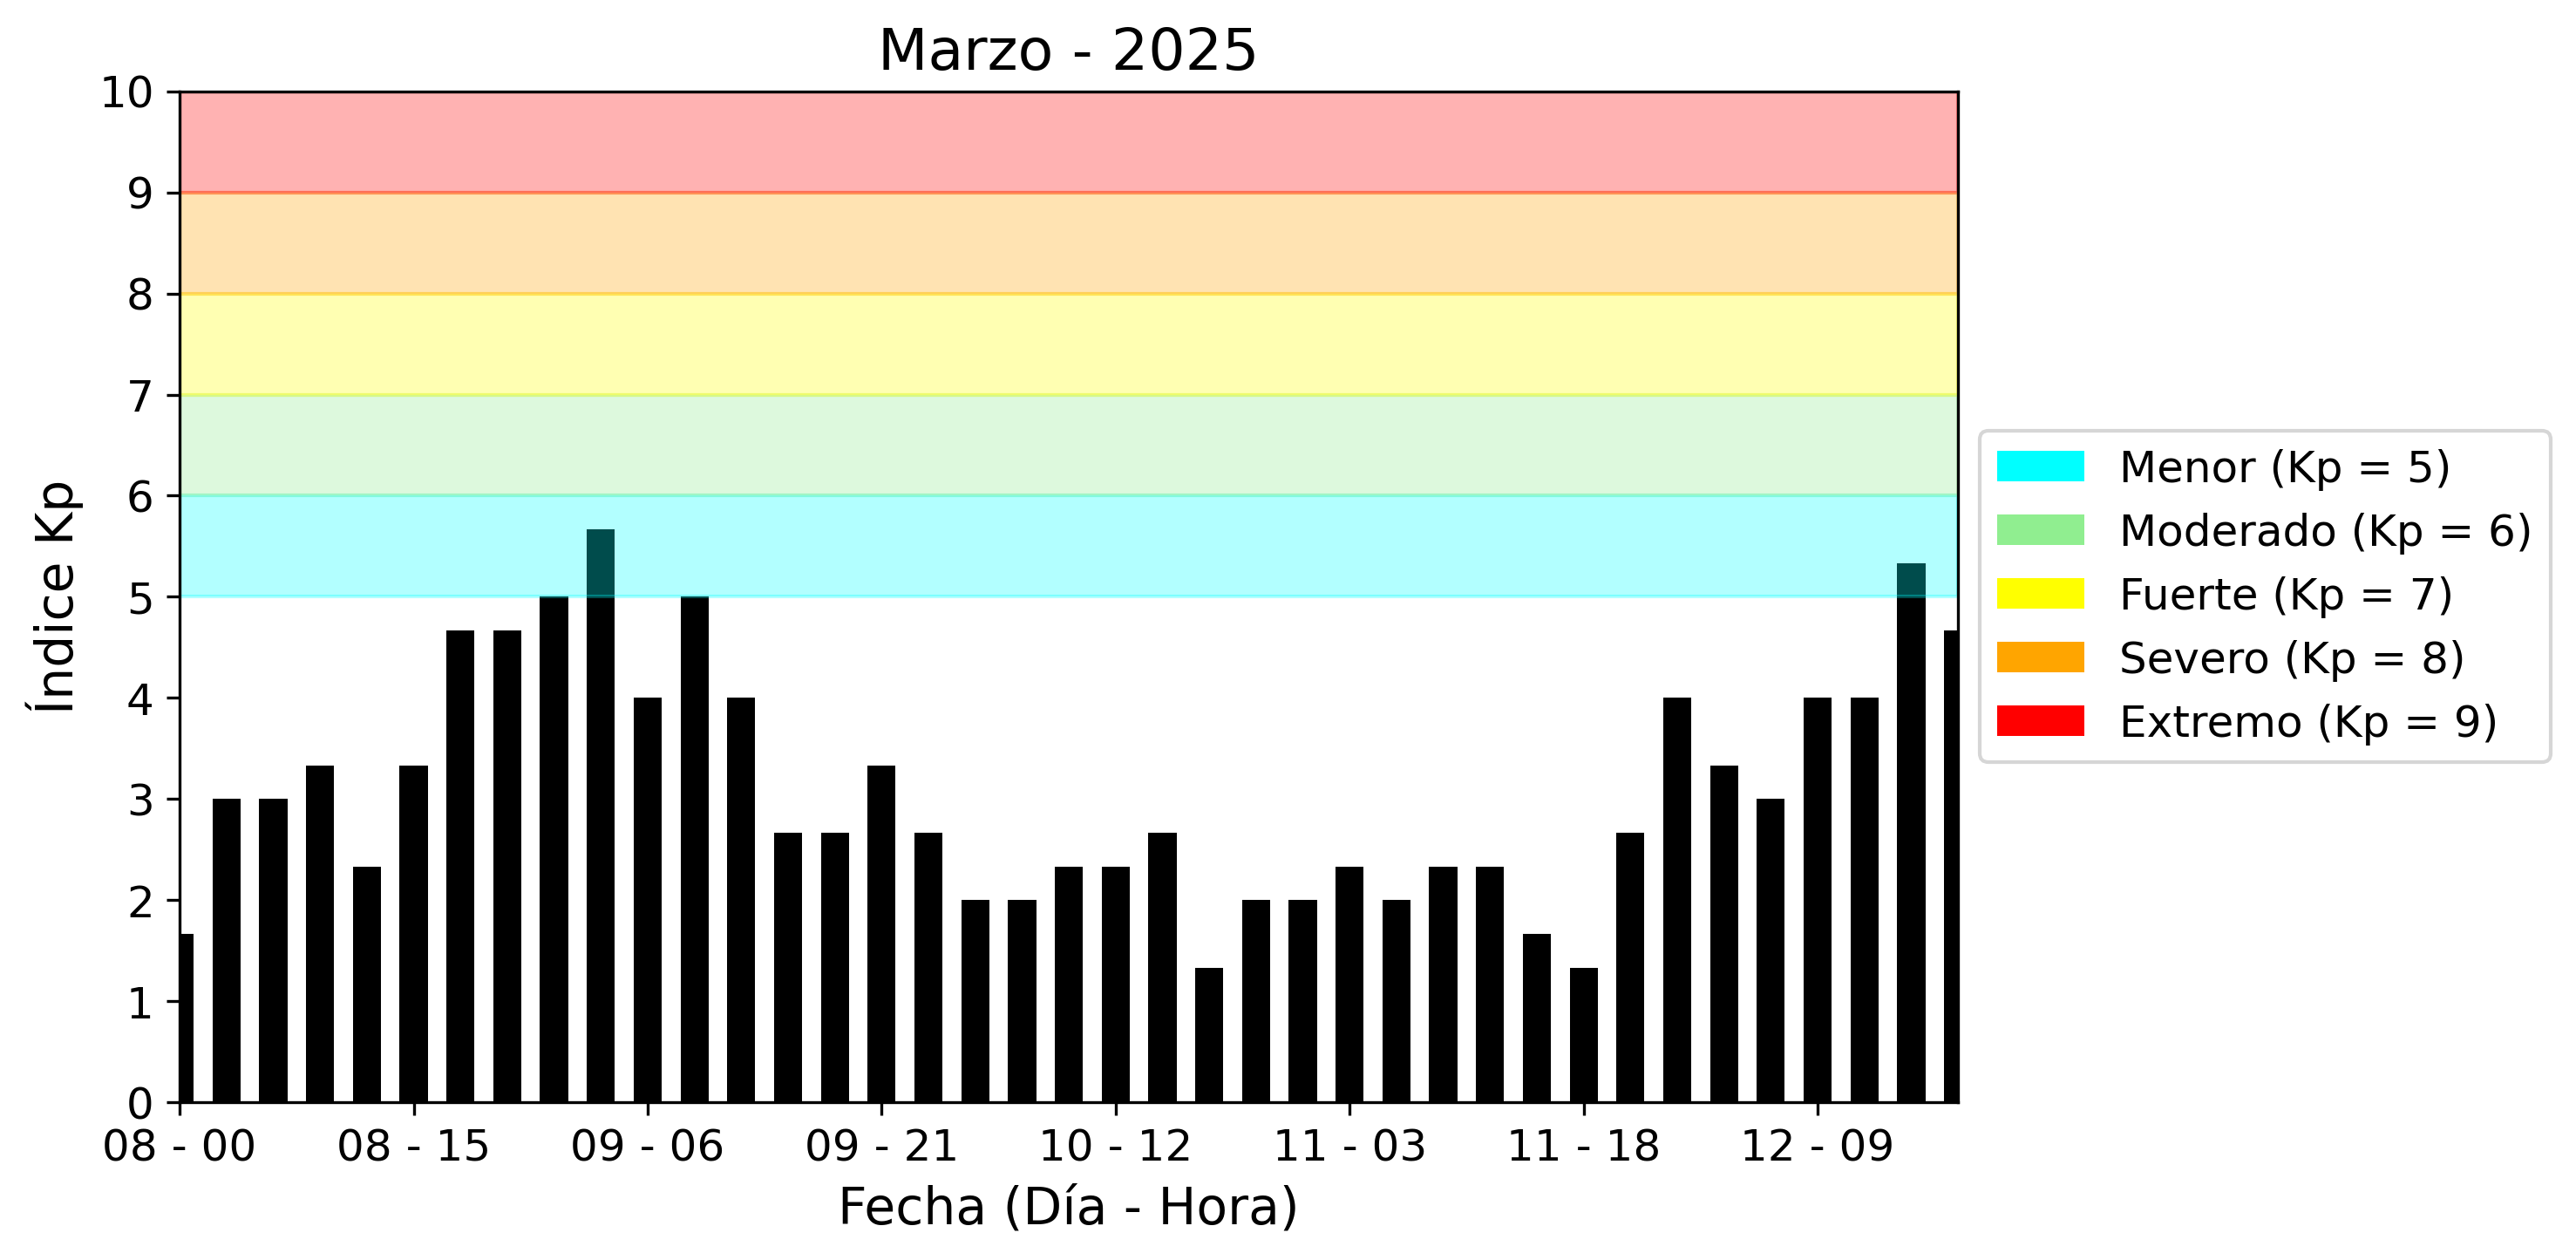 Marzo - 2025
10
9
8
7
6
5
4
3
2
1
0
Índice Kp
08 - 00
08 - 15
09 - 06
09 - 21
10 - 12
11 - 03
11 - 18
12 - 09
Fecha (Día - Hora)
Menor (Kp = 5)
Moderado (Kp = 6)
Fuerte (Kp = 7)
Severo (Kp = 8)
Extremo (Kp = 9)